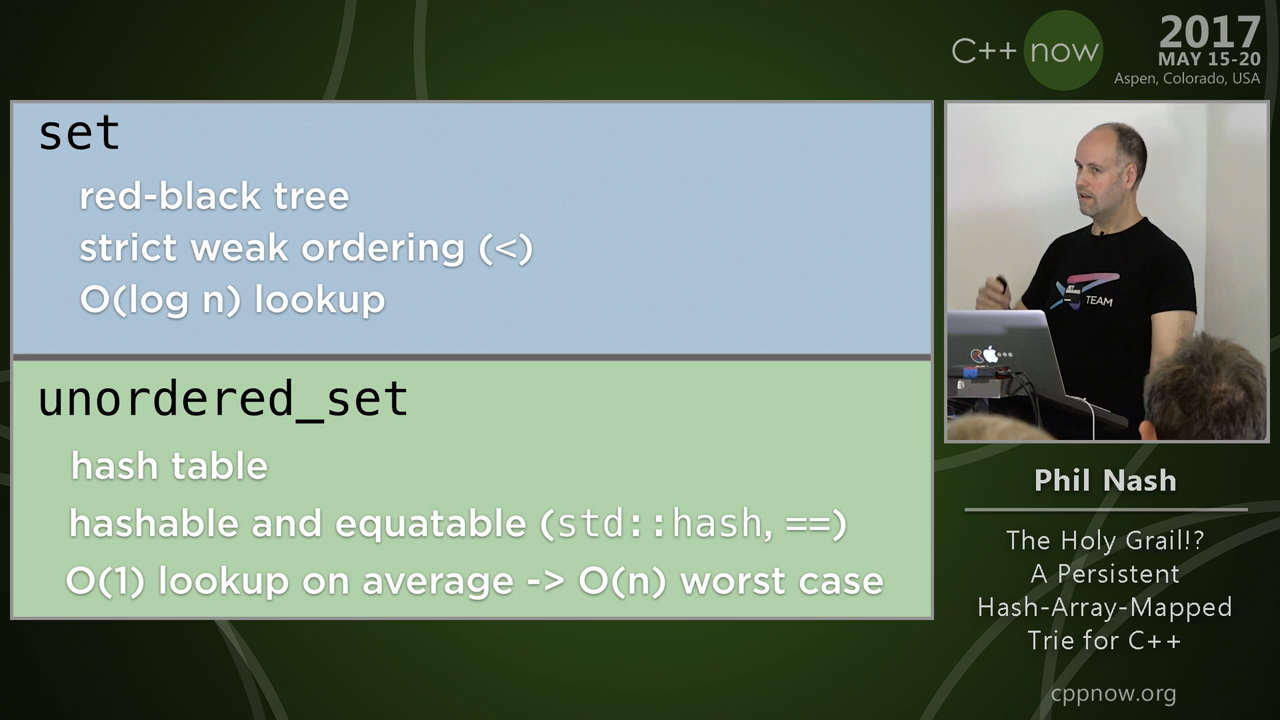 C++ now
2017
MAY 15-20
Aspen, Colorado, USA
set
red-black tree
strict weak ordering (<)
O(log n) lookup
unordered_set
hash table
hashable and equatable (std::hash, ==)
O(1) lookup on average -> O(n) worst case
TEAM
Phil Nash
The Holy Grail!?
A Persistent
Hash-Array-Mapped
Trie for C++
cppnow.org